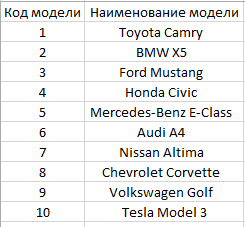 Код модели Наименование модели
1 Toyota Camry
2 BMW X5
3 Ford Mustang
4 Honda Civic
5 Mercedes-Benz E-Class
6 Audi A4
7 Nissan Altima
8 Chevrolet Corvette
9 Volkswagen Golf
10 Tesla Model 3